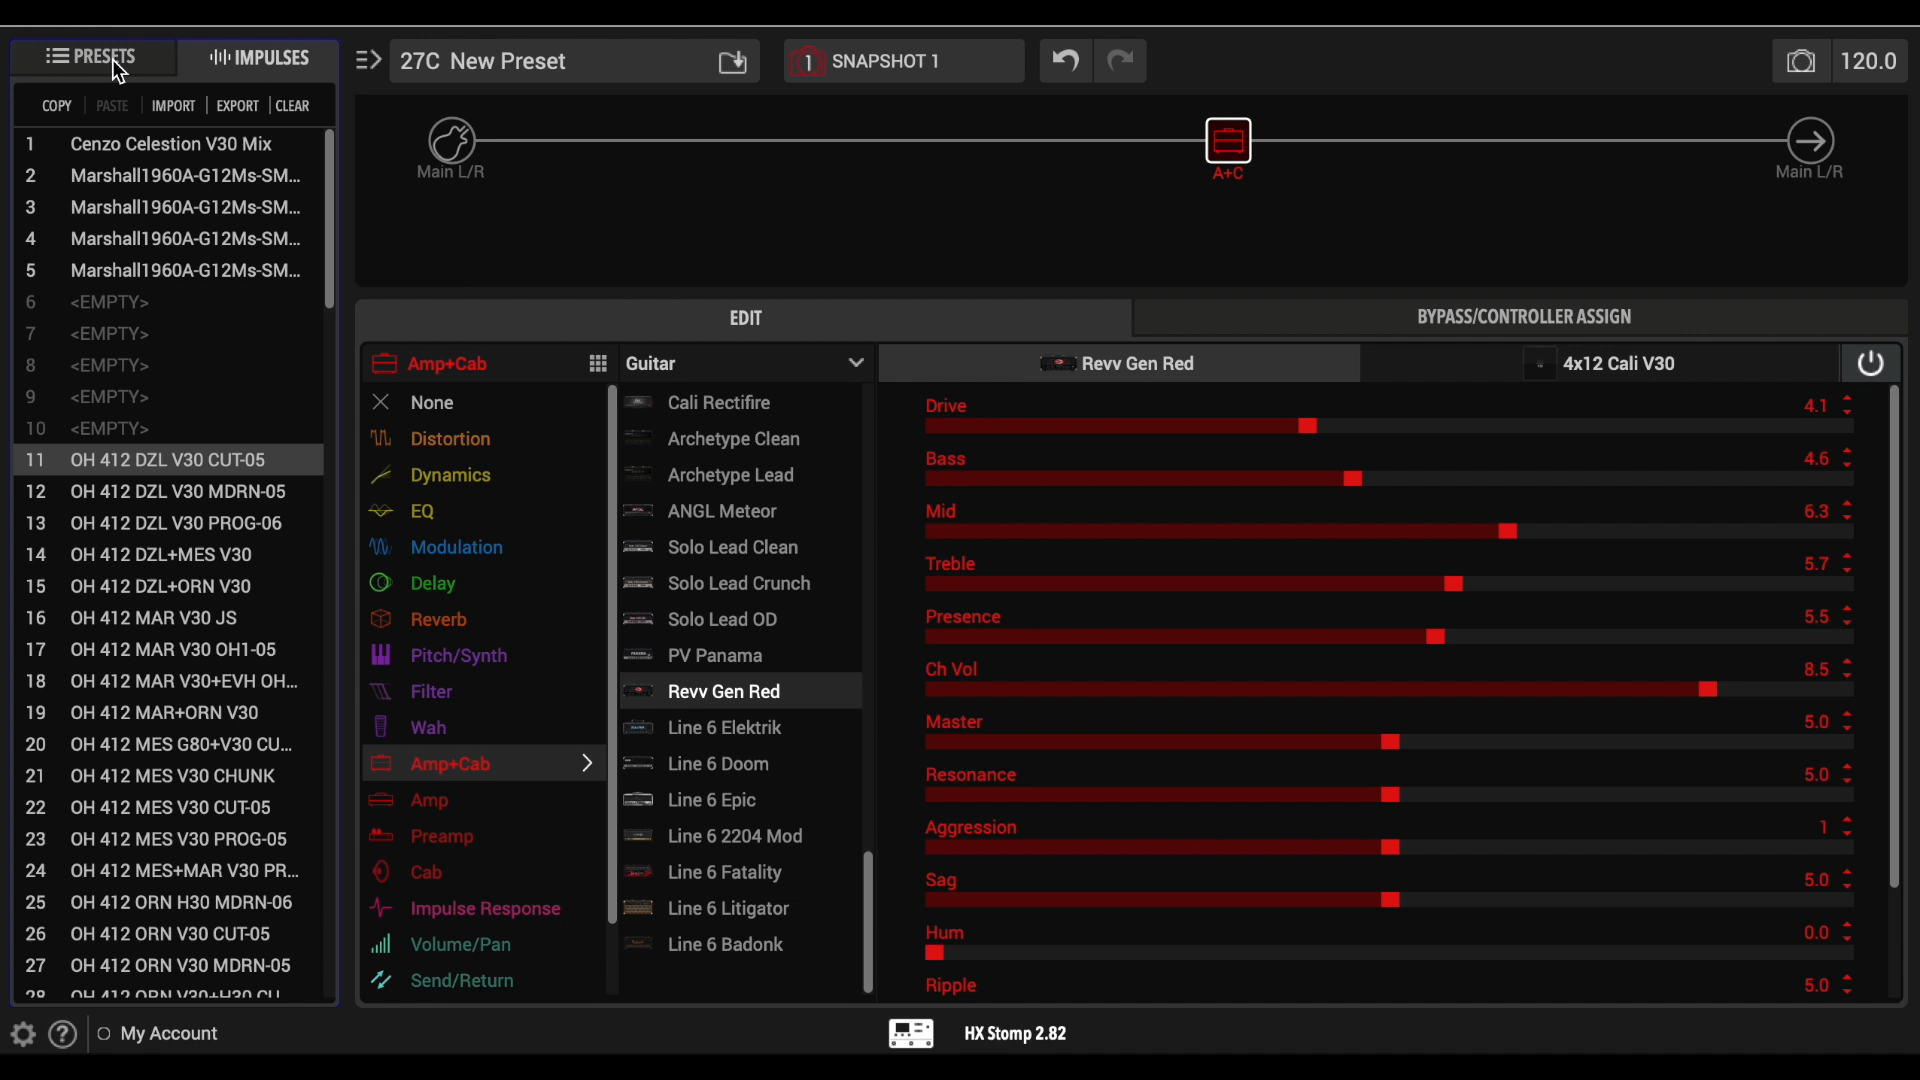 PRESETS
IMPULSES
27C New Preset
1 SNAPSHOT 1
120.0
COPY PASTE IMPORT EXPORT CLEAR
1 Cenzo Celestion V30 Mix
2 Marshall1960A-G12Ms-SM...
3 Marshall1960A-G12Ms-SM...
4 Marshall1960A-G12Ms-SM...
5 Marshall1960A-G12Ms-SM...
6 <EMPTY>
7 <EMPTY>
8 <EMPTY>
9 <EMPTY>
10 <EMPTY>
11 OH 412 DZL V30 CUT-05
12 OH 412 DZL V30 MDRN-05
13 OH 412 DZL V30 PROG-06
14 OH 412 DZL+MES V30
15 OH 412 DZL+ORN V30
16 OH 412 MAR V30 JS
17 OH 412 MAR V30 OH1-05
18 OH 412 MAR V30+EVH OH...
19 OH 412 MAR+ORN V30
20 OH 412 MES G80+V30 CU...
21 OH 412 MES V30 CHUNK
22 OH 412 MES V30 CUT-05
23 OH 412 MES V30 PROG-05
24 OH 412 MES+MAR V30 PR...
25 OH 412 ORN H30 MDRN-06
26 OH 412 ORN V30 CUT-05
27 OH 412 ORN V30 MDRN-05
28 OH 412 ORN V30+H30 CU...
Main L/R
A+C
Main L/R
EDIT
BYPASS/CONTROLLER ASSIGN
Amp+Cab
None
Distortion
Dynamics
EQ
Modulation
Delay
Reverb
Pitch/Synth
Filter
Wah
Amp+Cab
Amp
Preamp
Cab
Impulse Response
Volume/Pan
Send/Return
Guitar
Cali Rectifire
Archetype Clean
Archetype Lead
ANGL Meteor
Solo Lead Clean
Solo Lead Crunch
Solo Lead OD
PV Panama
Revv Gen Red
Line 6 Elektrik
Line 6 Doom
Line 6 Epic
Line 6 2204 Mod
Line 6 Fatality
Line 6 Litigator
Line 6 Badonk
Revv Gen Red
4x12 Cali V30
Drive 4.1
Bass 4.6
Mid 6.3
Treble 5.7
Presence 5.5
Ch Vol 8.5
Master 5.0
Resonance 5.0
Aggression 1
Sag 5.0
Hum 0.0
Ripple 5.0
? My Account
HX Stomp 2.82